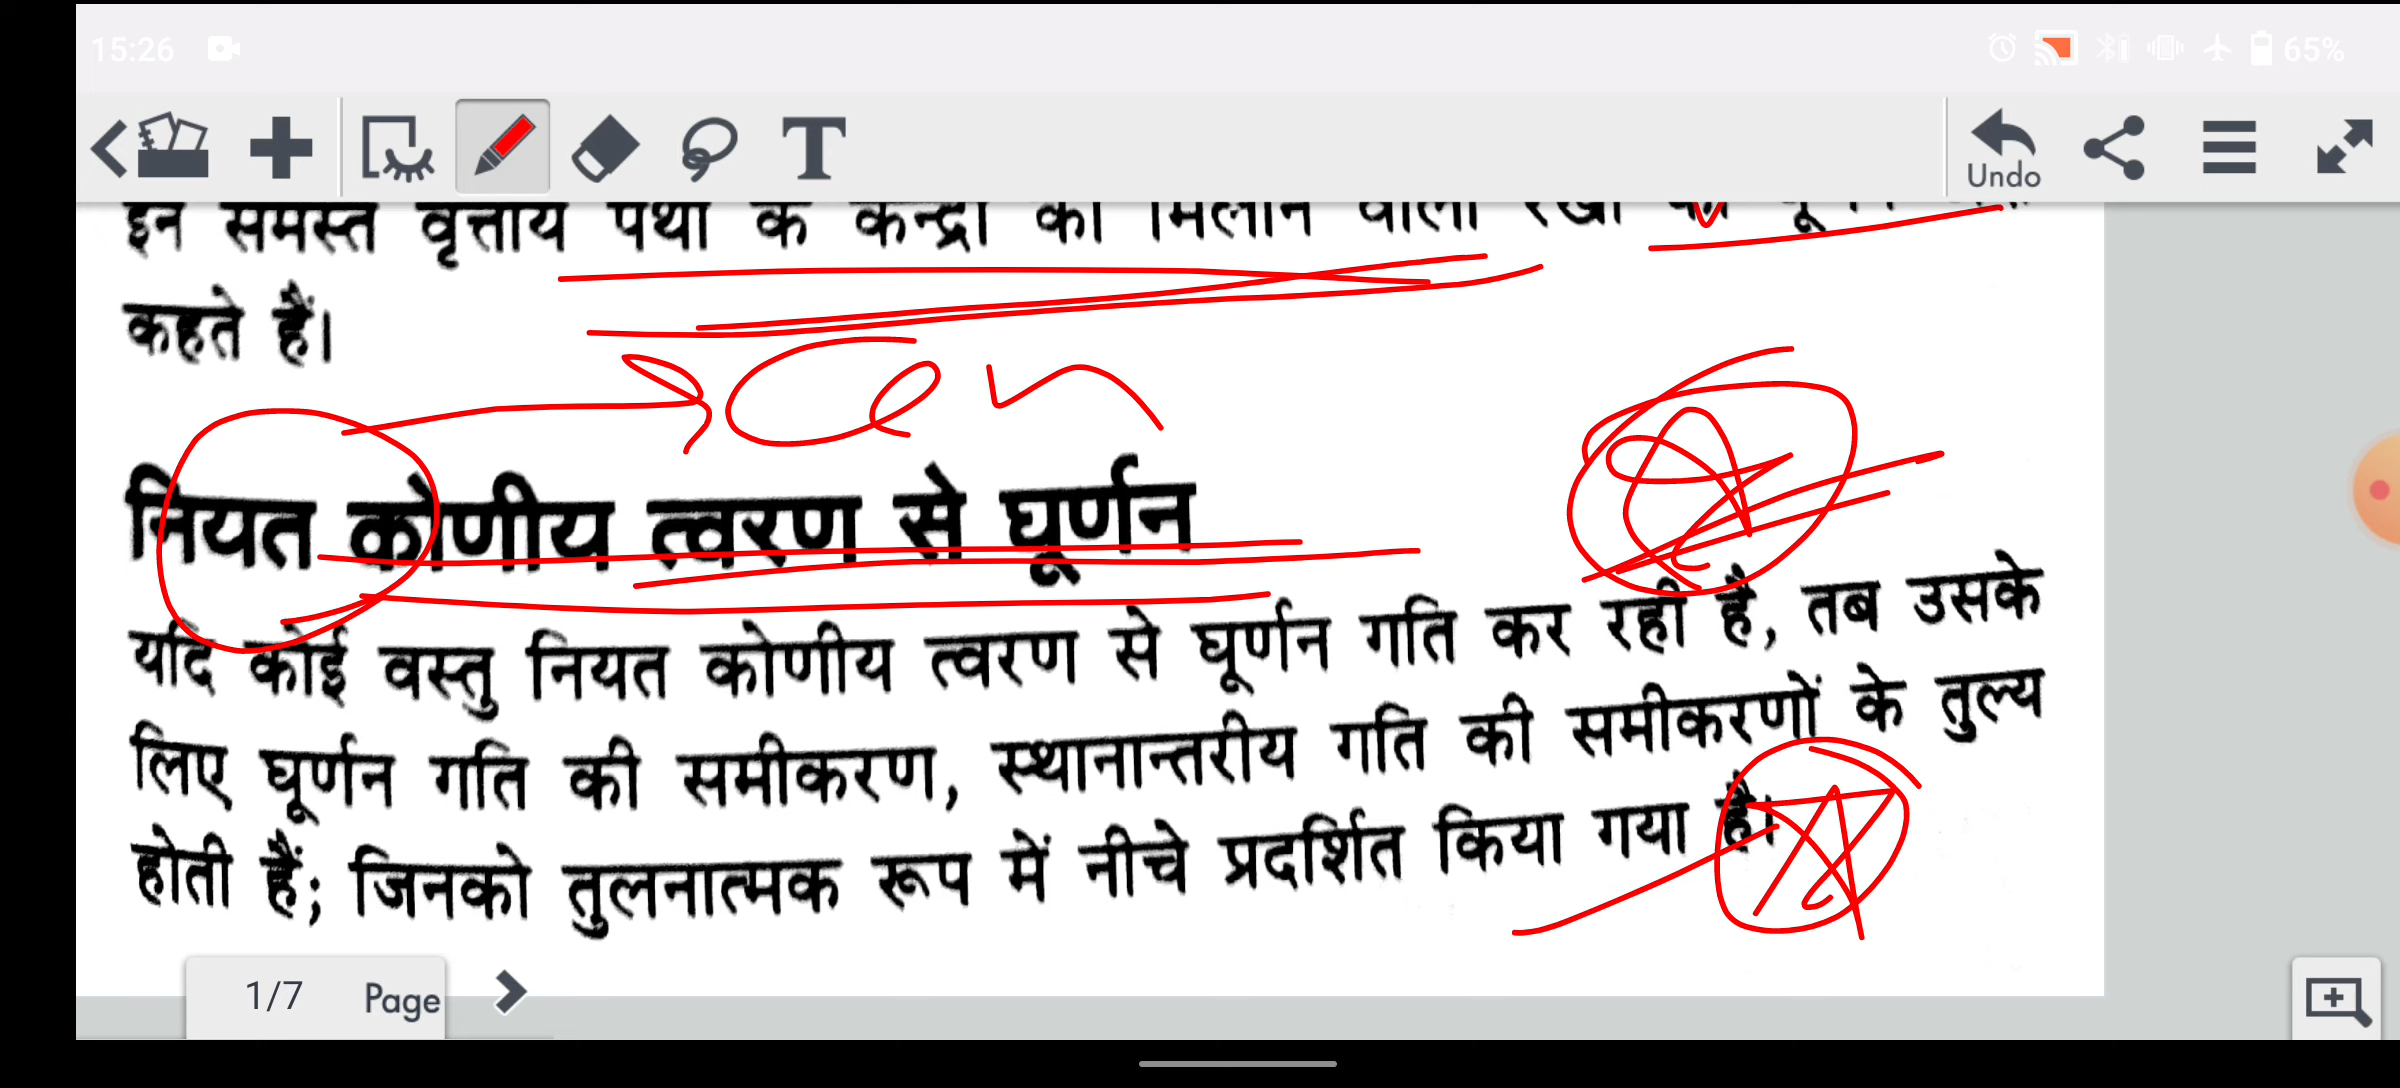 15:26
65%
T
Undo
इन समस्त वृत्तीय पथों के केन्द्रों को मिलाने वाली रेखा को
कहते हैं।
नियत कोणीय त्वरण से घूर्णन
यदि कोई वस्तु नियत कोणीय त्वरण से घूर्णन गति कर रही है, तब उसके
लिए घूर्णन गति की समीकरण, स्थानान्तरीय गति की समीकरणों के तुल्य
होती हैं; जिनको तुलनात्मक रूप में नीचे प्रदर्शित किया गया है।
1/7 Page